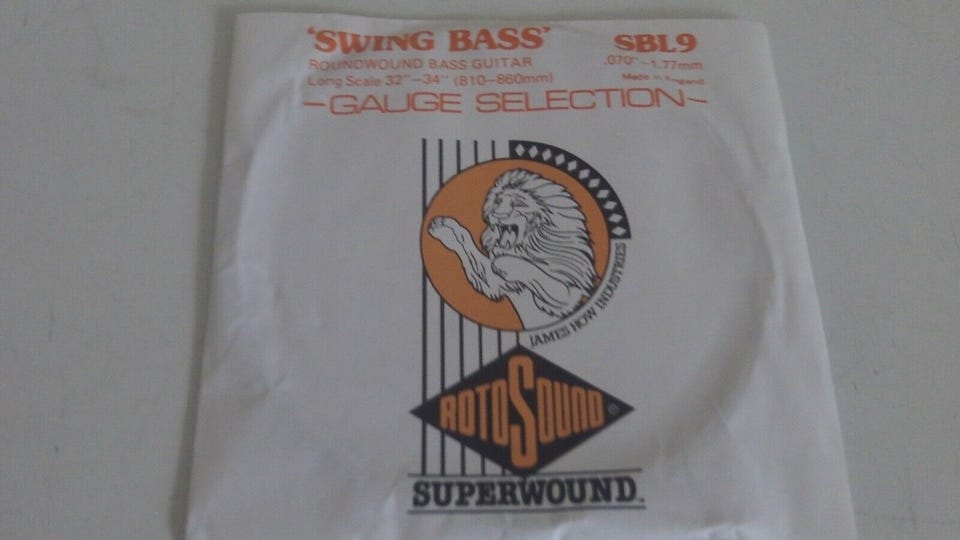 'SWING BASS' SBL9
ROUNDWOUND BASS GUITAR .070"-1.77mm
Long Scale 32"-34" (810-860mm) Made in England
-GAUGE SELECTION-
JAMES HOW INDUSTRIES
ROTOSOUND ®
SUPERWOUND.